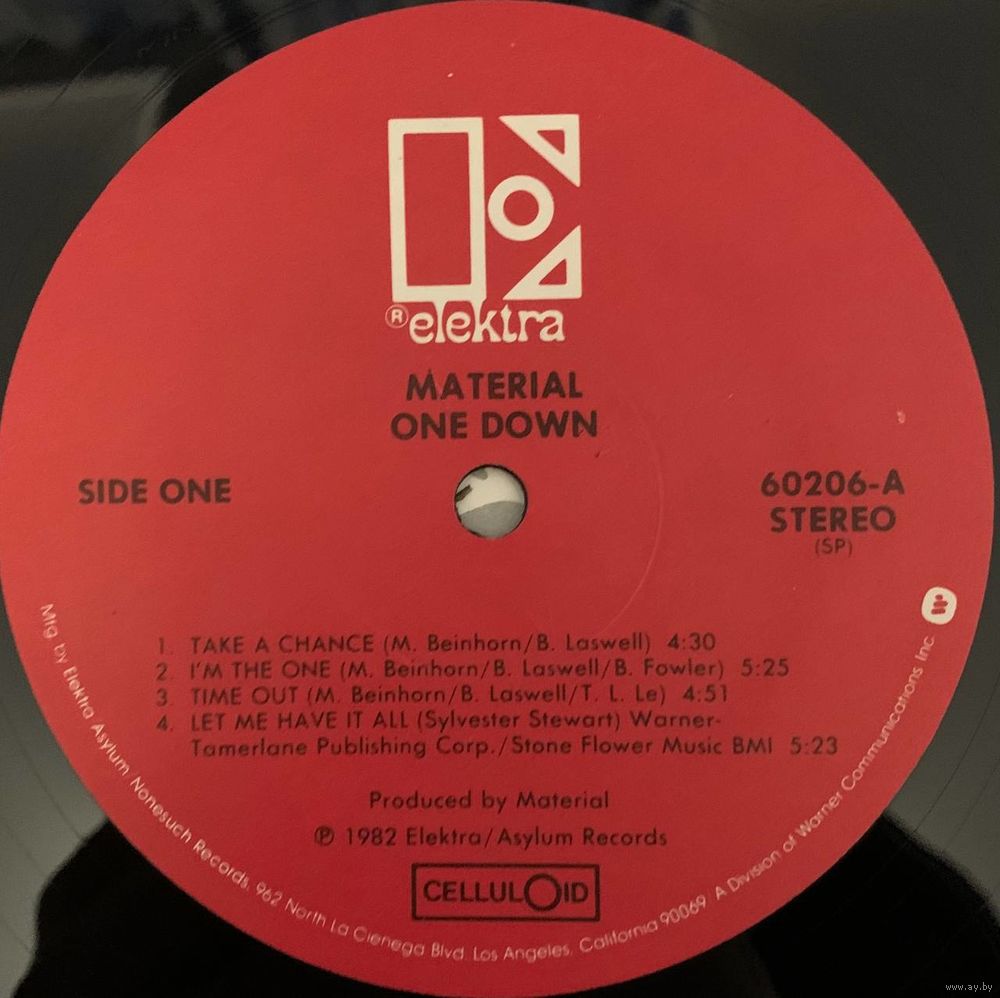 ® elektra
MATERIAL
ONE DOWN
SIDE ONE
60206-A
STEREO
(SP)
1. TAKE A CHANCE (M. Beinhorn/B. Laswell) 4:30
2. I'M THE ONE (M. Beinhorn/B. Laswell/B. Fowler) 5:25
3. TIME OUT (M. Beinhorn/B. Laswell/T. L. Le) 4:51
4. LET ME HAVE IT ALL (Sylvester Stewart) Warner-
Tamerlane Publishing Corp./Stone Flower Music BMI 5:23
Produced by Material
℗ 1982 Elektra/Asylum Records
CELLULOID
Mfg. by Elektra Asylum Nonesuch Records, 962 North La Cienega Blvd. Los Angeles, California 90069 A Division of Warner Communications Inc.
www.ay.by